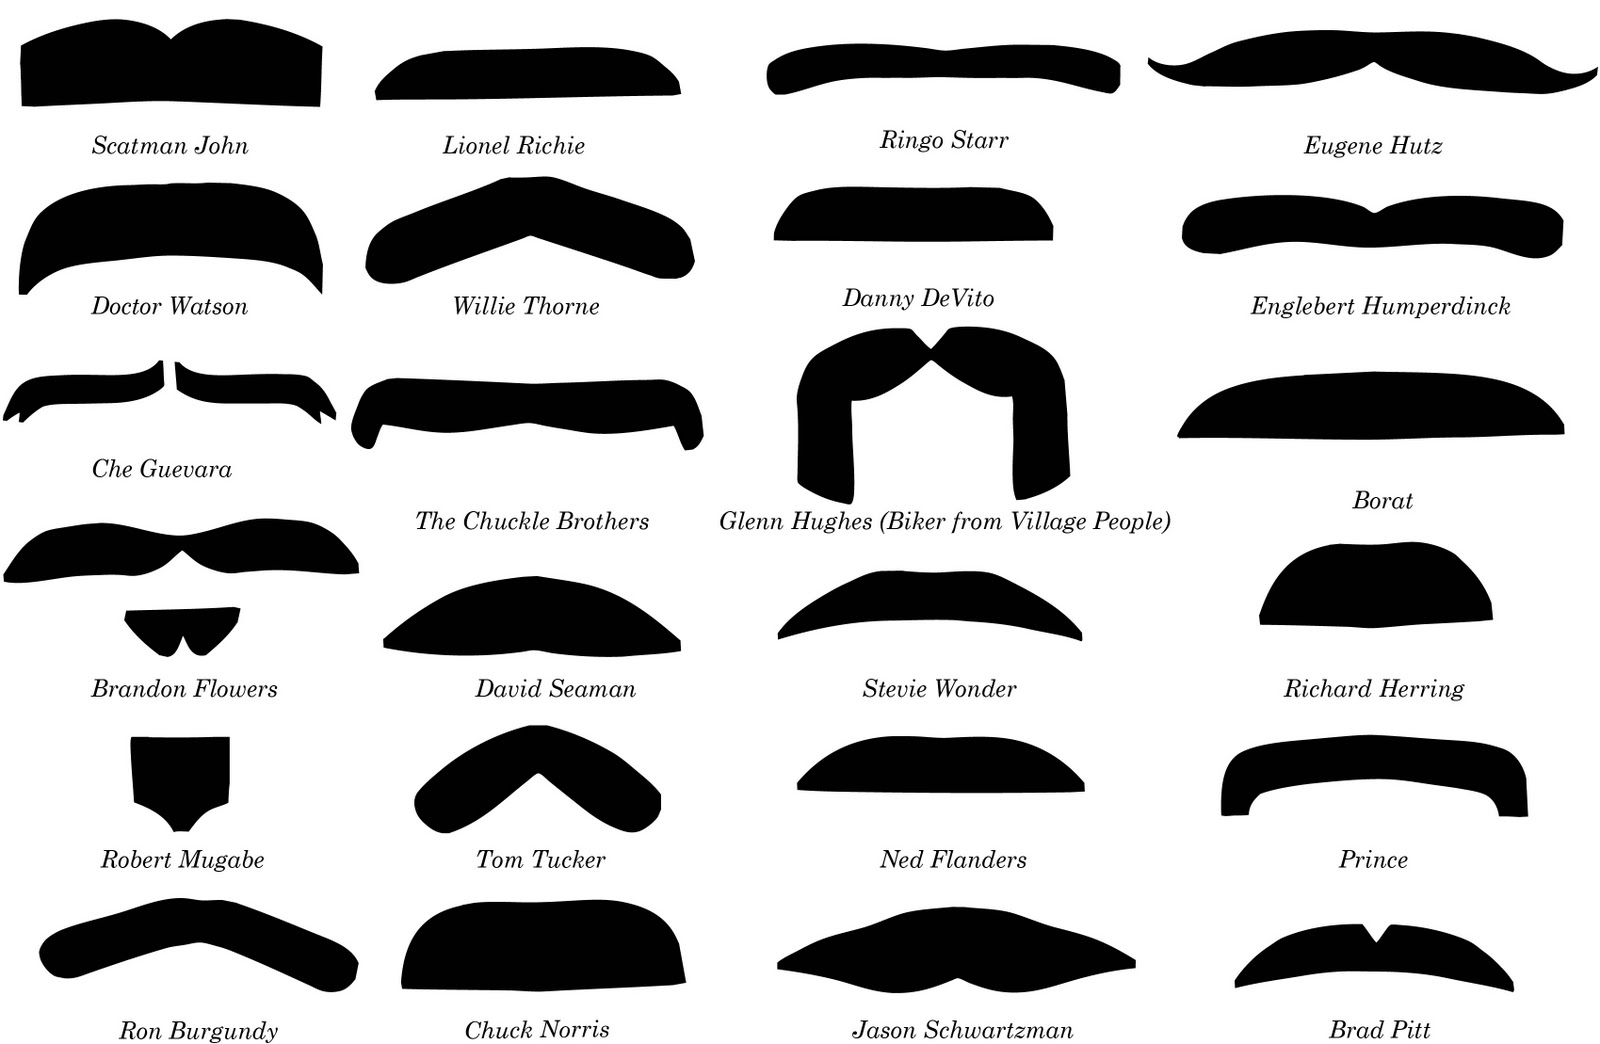 Scatman John
Lionel Richie
Ringo Starr
Eugene Hutz
Doctor Watson
Willie Thorne
Danny DeVito
Englebert Humperdinck
Che Guevara
The Chuckle Brothers
Glenn Hughes (Biker from Village People)
Borat
Brandon Flowers
David Seaman
Stevie Wonder
Richard Herring
Robert Mugabe
Tom Tucker
Ned Flanders
Prince
Ron Burgundy
Chuck Norris
Jason Schwartzman
Brad Pitt